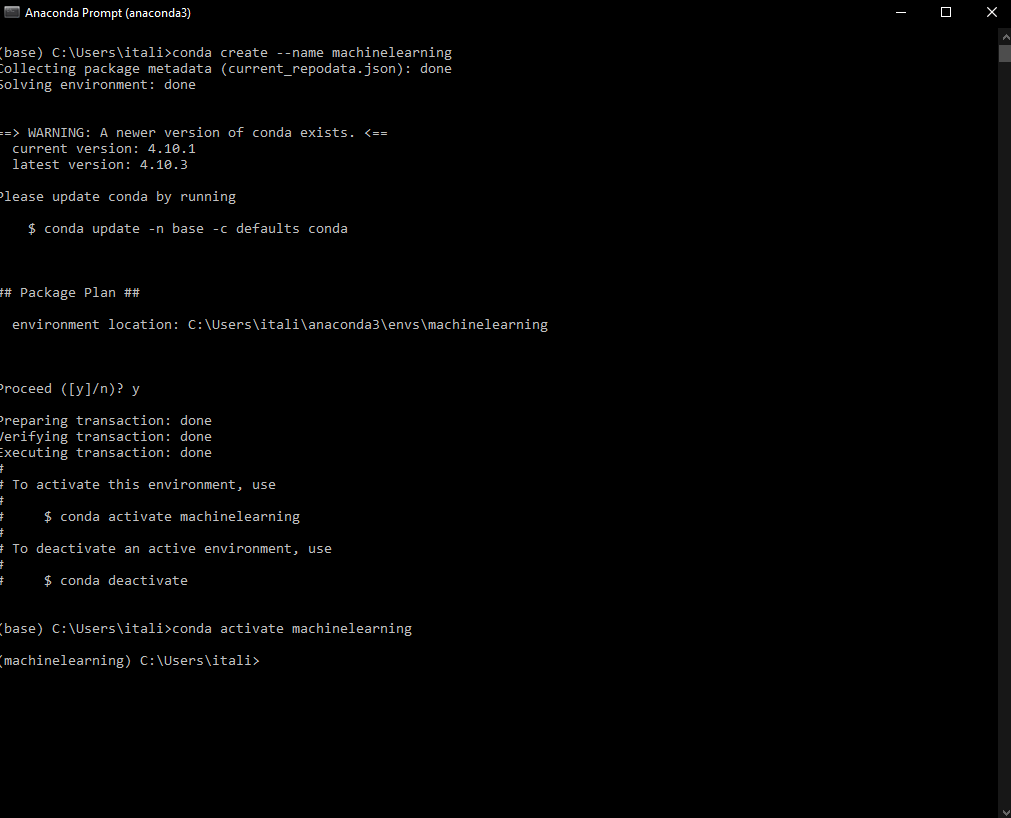 Anaconda Prompt (anaconda3)
(base) C:\Users\itali>conda create --name machinelearning
Collecting package metadata (current_repodata.json): done
Solving environment: done
==> WARNING: A newer version of conda exists. <==
  current version: 4.10.1
  latest version: 4.10.3
Please update conda by running
    $ conda update -n base -c defaults conda
## Package Plan ##
  environment location: C:\Users\itali\anaconda3\envs\machinelearning
Proceed ([y]/n)? y
Preparing transaction: done
Verifying transaction: done
Executing transaction: done
#
# To activate this environment, use
#
#     $ conda activate machinelearning
#
# To deactivate an active environment, use
#
#     $ conda deactivate
(base) C:\Users\itali>conda activate machinelearning
(machinelearning) C:\Users\itali>